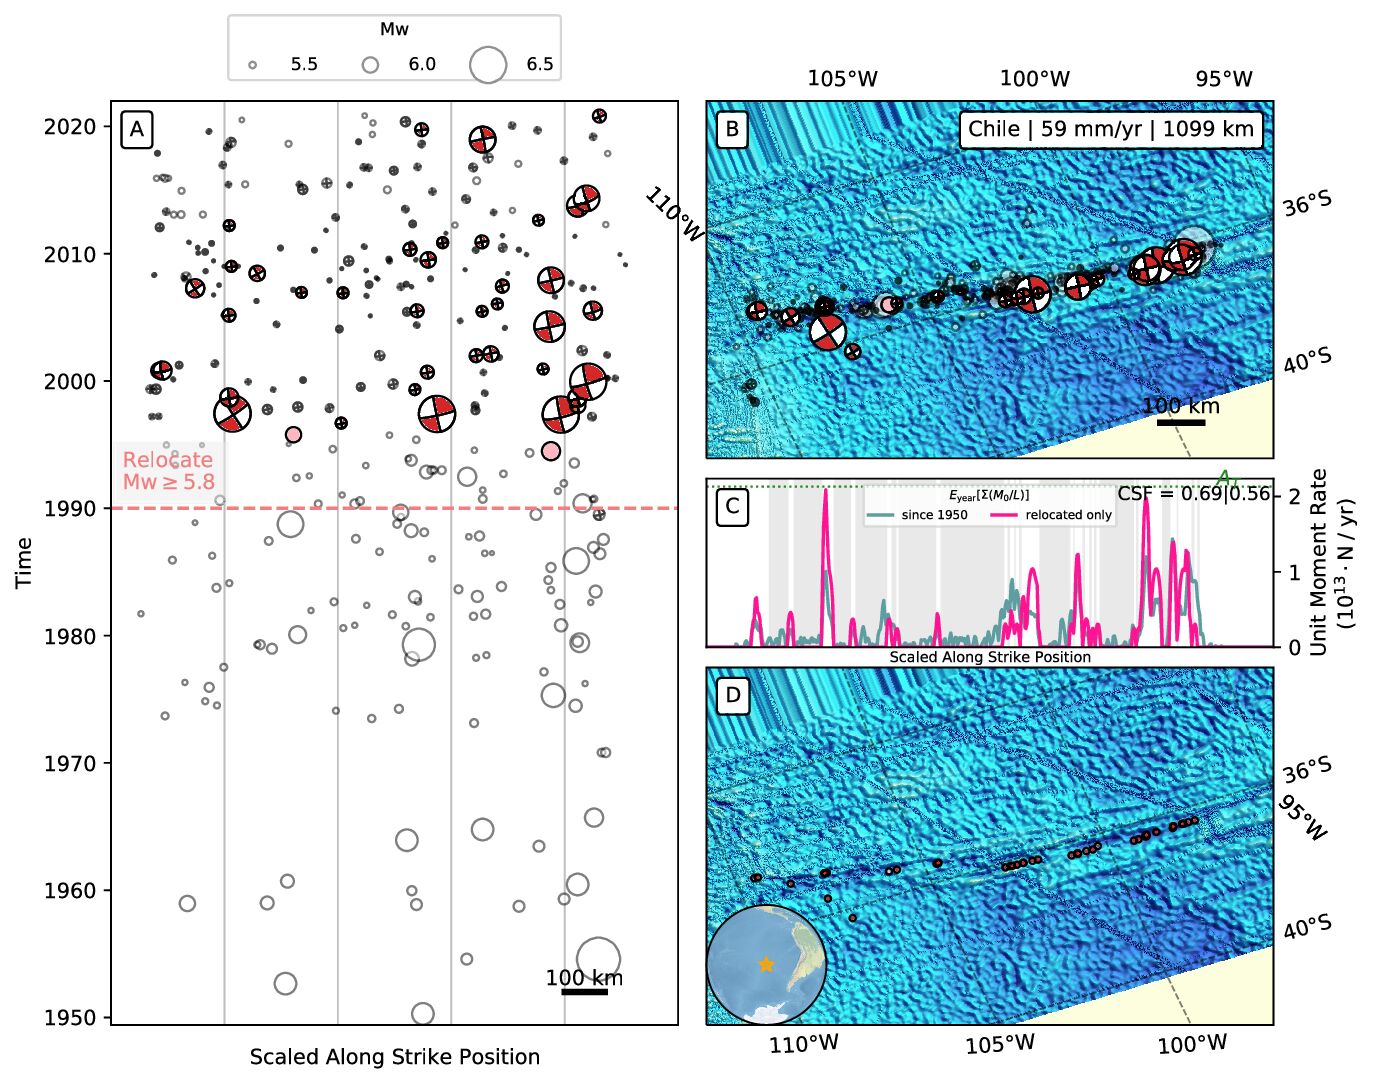 Mw
5.5 6.0 6.5
A
2020
2010
2000
1990
1980
1970
1960
1950
Time
Relocate
Mw ≥ 5.8
100 km
Scaled Along Strike Position
105°W 100°W 95°W
110°W
B
Chile | 59 mm/yr | 1099 km
36°S
40°S
100 km
C
E_year[Σ(M_0/L)]
since 1950 relocated only
CSF = 0.69|0.56
2
1
0
Unit Moment Rate
(10^13 · N / yr)
Scaled Along Strike Position
D
36°S
95°W
40°S
110°W 105°W 100°W